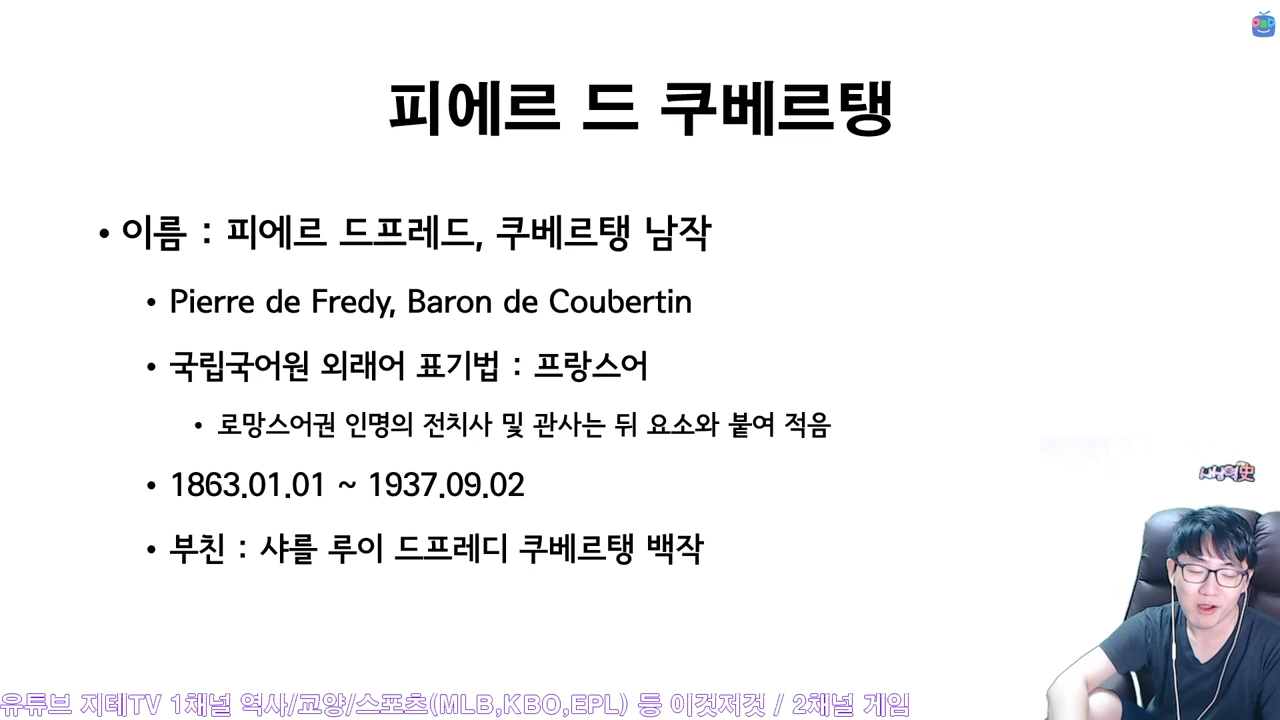 피에르 드 쿠베르탱
• 이름 : 피에르 드프레드, 쿠베르탱 남작
• Pierre de Fredy, Baron de Coubertin
• 국립국어원 외래어 표기법 : 프랑스어
• 로망스어권 인명의 전치사 및 관사는 뒤 요소와 붙여 적음
• 1863.01.01 ~ 1937.09.02
• 부친 : 샤를 루이 드프레디 쿠베르탱 백작
유튜브 지테TV 1채널 역사/교양/스포츠(MLB,KBO,EPL) 등 이것저것 / 2채널 게임